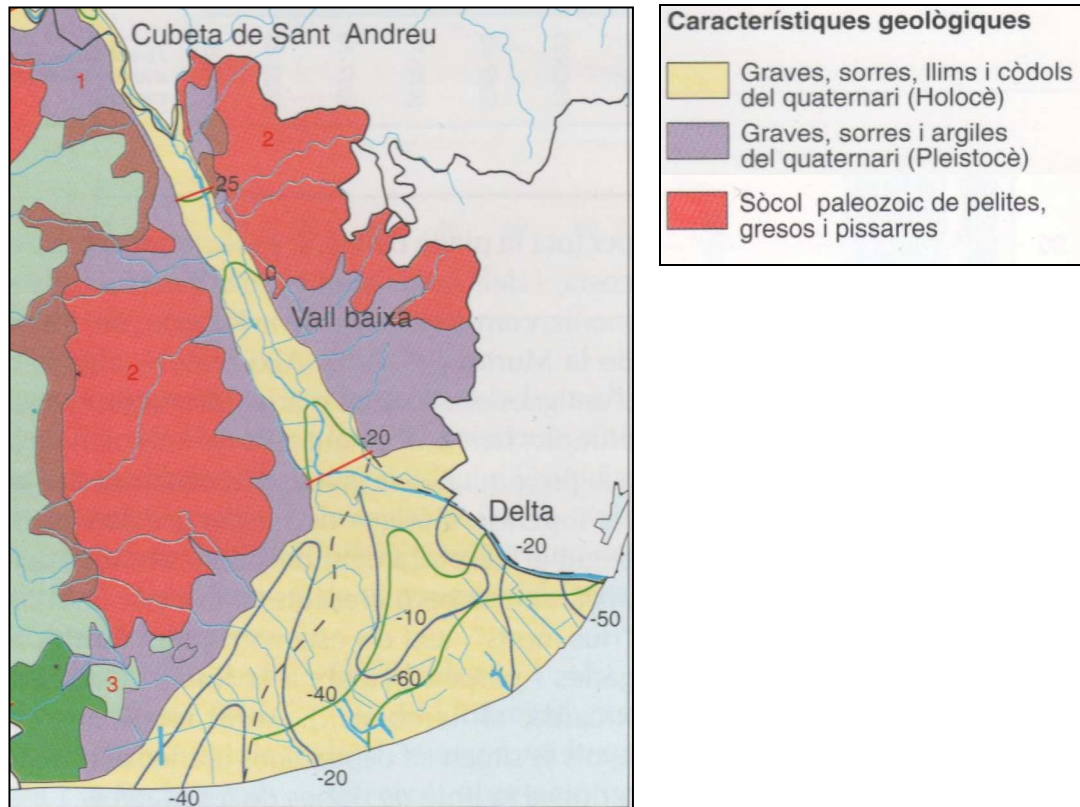 Cubeta de Sant Andreu
1
2
25
0
Vall baixa
2
-20
Delta
-20
-10
-50
-60
-40
3
-20
-40
Característiques geològiques
Graves, sorres, llims i còdols
del quaternari (Holocè)
Graves, sorres i argiles
del quaternari (Pleistocè)
Sòcol paleozoic de pelites,
gresos i pissarres